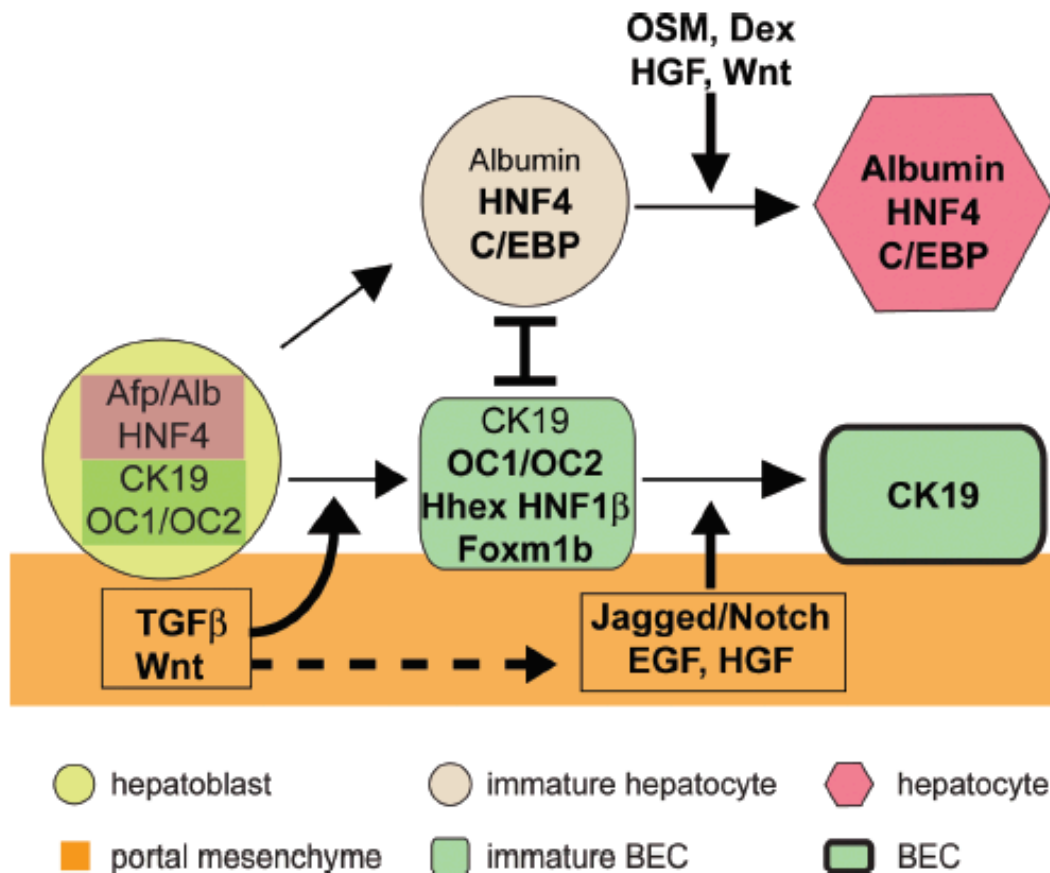 OSM, Dex
HGF, Wnt
Albumin
HNF4
C/EBP
Albumin
HNF4
C/EBP
Afp/Alb
HNF4
CK19
OC1/OC2
CK19
OC1/OC2
Hhex HNF1β
Foxm1b
CK19
TGFβ
Wnt
Jagged/Notch
EGF, HGF
hepatoblast
immature hepatocyte
hepatocyte
portal mesenchyme
immature BEC
BEC